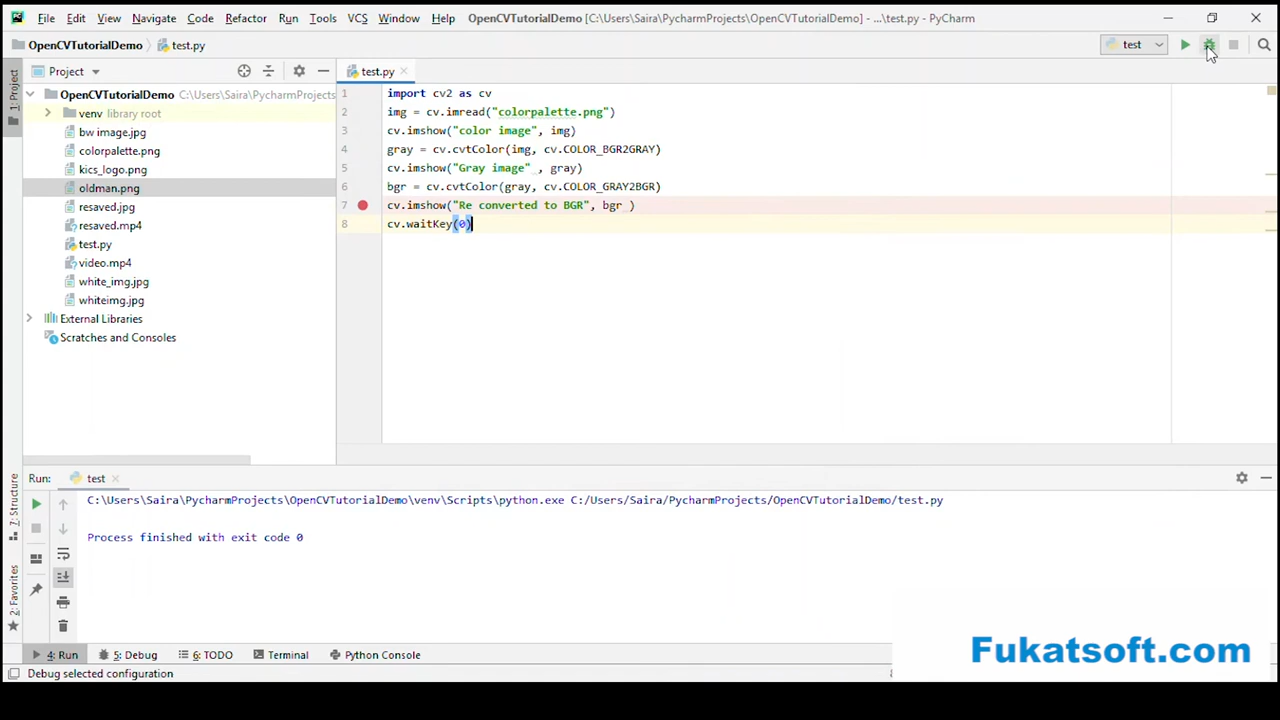 File Edit View Navigate Code Refactor Run Tools VCS Window Help OpenCVTutorialDemo [C:\Users\Saira\PycharmProjects\OpenCVTutorialDemo] - ...\test.py - PyCharm
OpenCVTutorialDemo test.py test
1: Project
Project
test.py
OpenCVTutorialDemo C:\Users\Saira\PycharmProjects
venv library root
bw image.jpg
colorpalette.png
kics_logo.png
oldman.png
resaved.jpg
resaved.mp4
test.py
video.mp4
white_img.jpg
whiteimg.jpg
External Libraries
Scratches and Consoles
1 import cv2 as cv
2 img = cv.imread("colorpalette.png")
3 cv.imshow("color image", img)
4 gray = cv.cvtColor(img, cv.COLOR_BGR2GRAY)
5 cv.imshow("Gray image" , gray)
6 bgr = cv.cvtColor(gray, cv.COLOR_GRAY2BGR)
7 cv.imshow("Re converted to BGR", bgr )
8 cv.waitKey(0)
7: Structure
2: Favorites
Run: test
C:\Users\Saira\PycharmProjects\OpenCVTutorialDemo\venv\Scripts\python.exe C:/Users/Saira/PycharmProjects/OpenCVTutorialDemo/test.py
Process finished with exit code 0
4: Run 5: Debug 6: TODO Terminal Python Console
Debug selected configuration
Fukatsoft.com